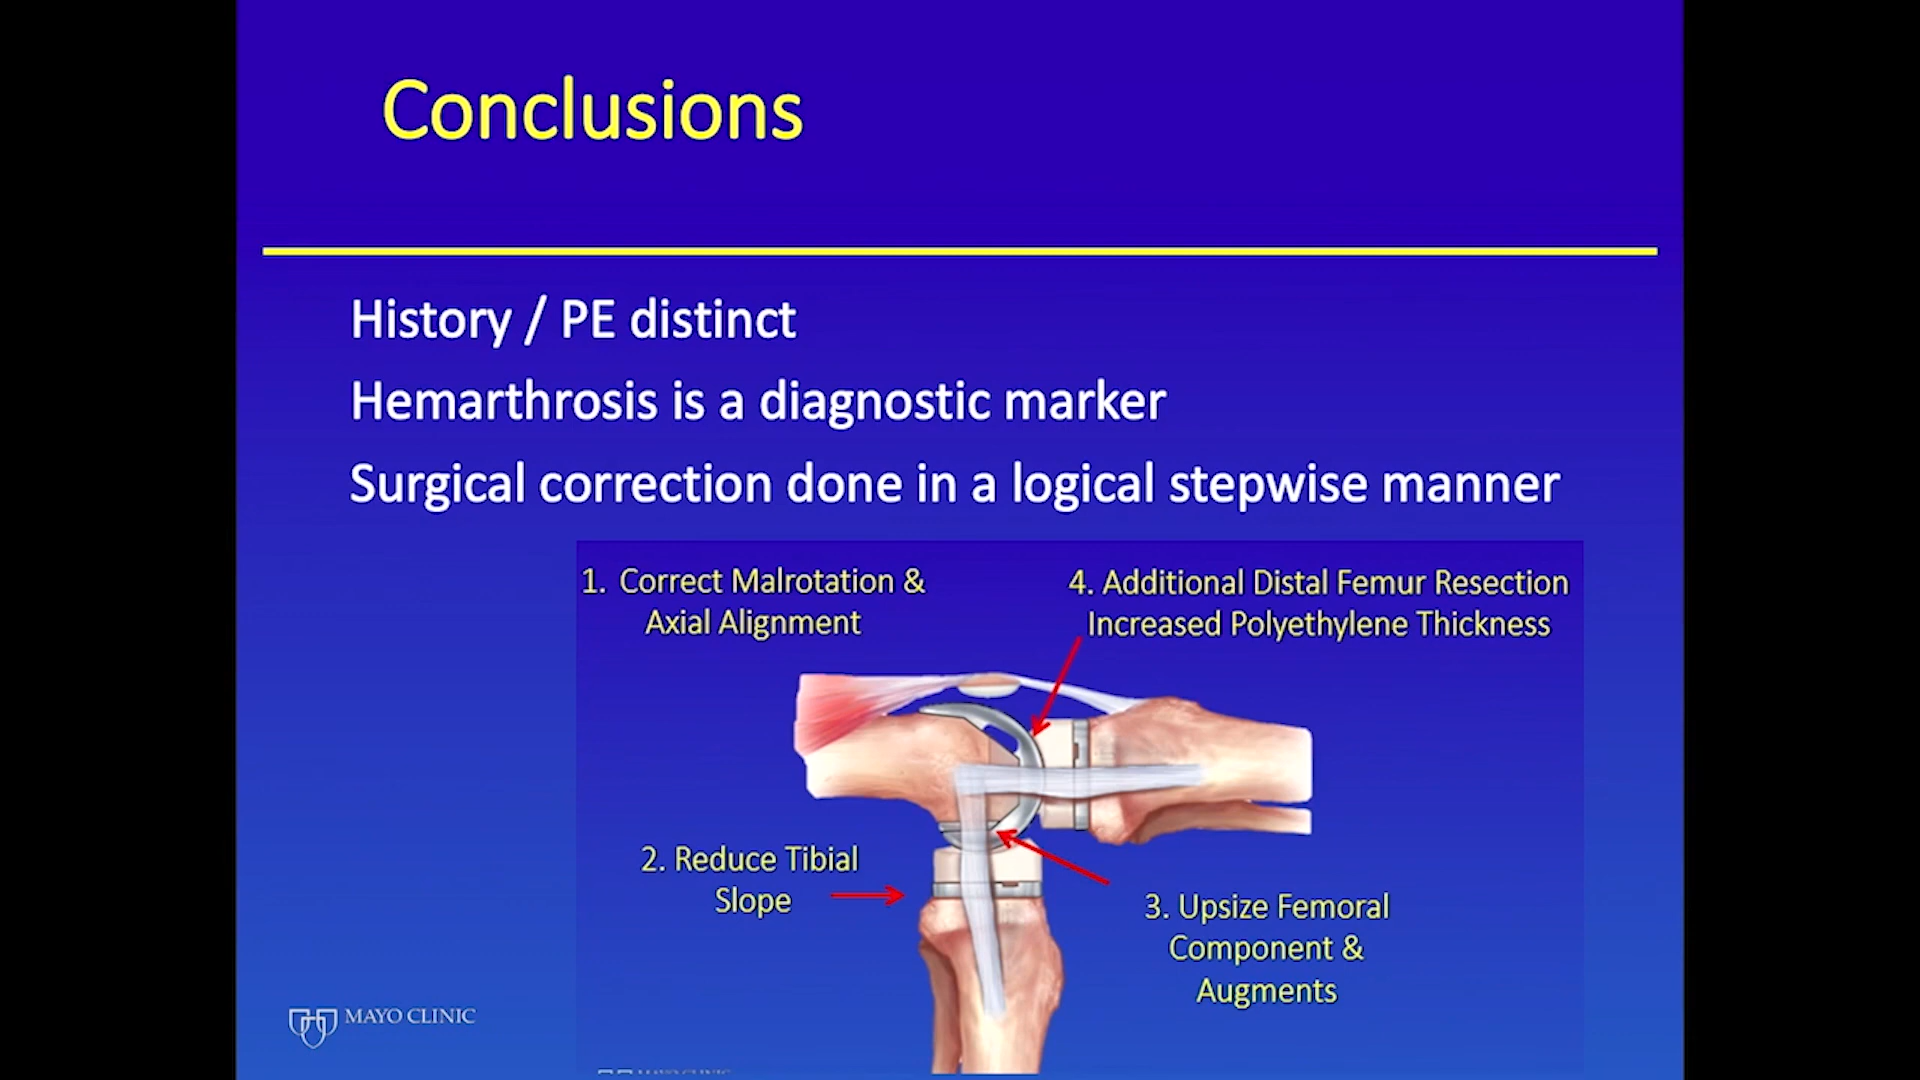 Conclusions
History / PE distinct
Hemarthrosis is a diagnostic marker
Surgical correction done in a logical stepwise manner
1. Correct Malrotation &
Axial Alignment
4. Additional Distal Femur Resection
Increased Polyethylene Thickness
2. Reduce Tibial
Slope
3. Upsize Femoral
Component &
Augments
MAYO CLINIC